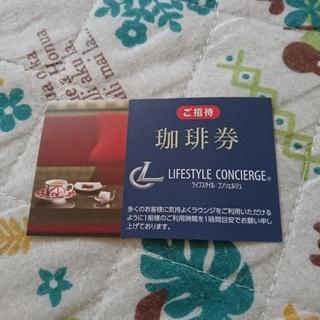 ご招待
珈琲券
LIFESTYLE CONCIERGE®
ライフスタイル・コンシェルジュ
多くのお客様に気持よくラウンジをご利用いただける
ように1組様のご利用時間を1時間目安でお願い申し
上げております。